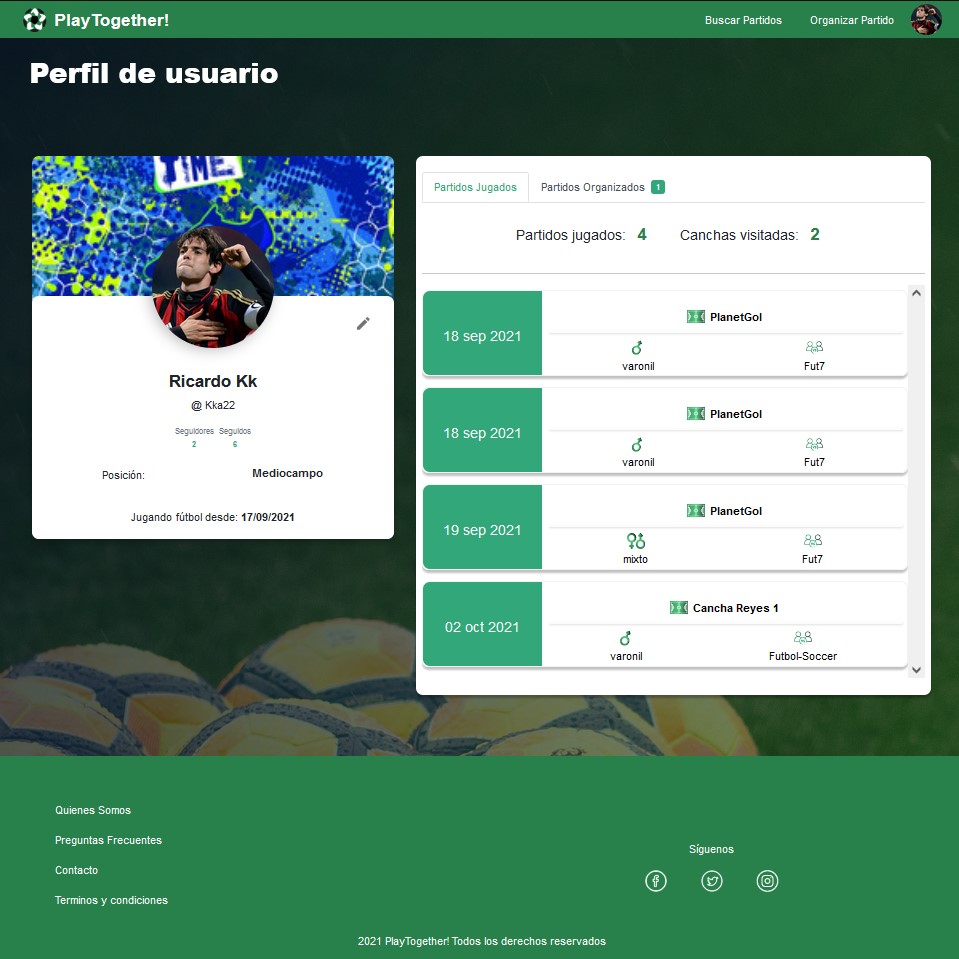 PlayTogether!
Buscar Partidos
Organizar Partido
Perfil de usuario
TIME
Ricardo Kk
@ Kka22
Seguidores Seguidos
2 6
Posición: Mediocampo
Jugando fútbol desde: 17/09/2021
Partidos Jugados
Partidos Organizados 1
Partidos jugados: 4 Canchas visitadas: 2
18 sep 2021
PlanetGol
varonil Fut7
18 sep 2021
PlanetGol
varonil Fut7
19 sep 2021
PlanetGol
mixto Fut7
02 oct 2021
Cancha Reyes 1
varonil Futbol-Soccer
Quienes Somos
Preguntas Frecuentes
Contacto
Terminos y condiciones
Síguenos
2021 PlayTogether! Todos los derechos reservados